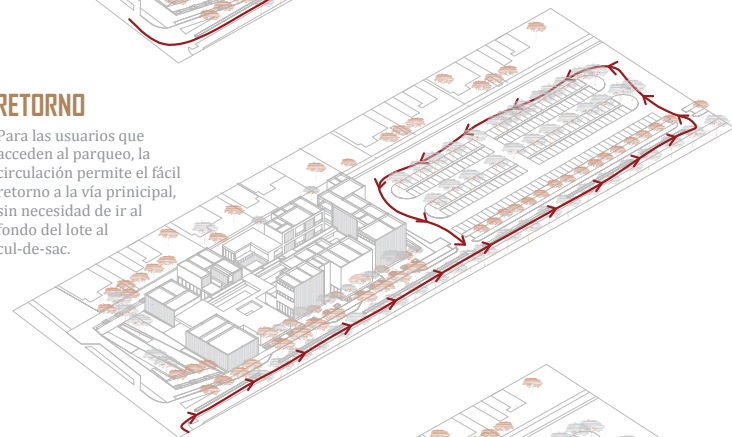 RETORNO
Para las usuarios que
acceden al parqueo, la
circulación permite el fácil
retorno a la vía prinicipal,
sin necesidad de ir al
fondo del lote al
cul-de-sac.